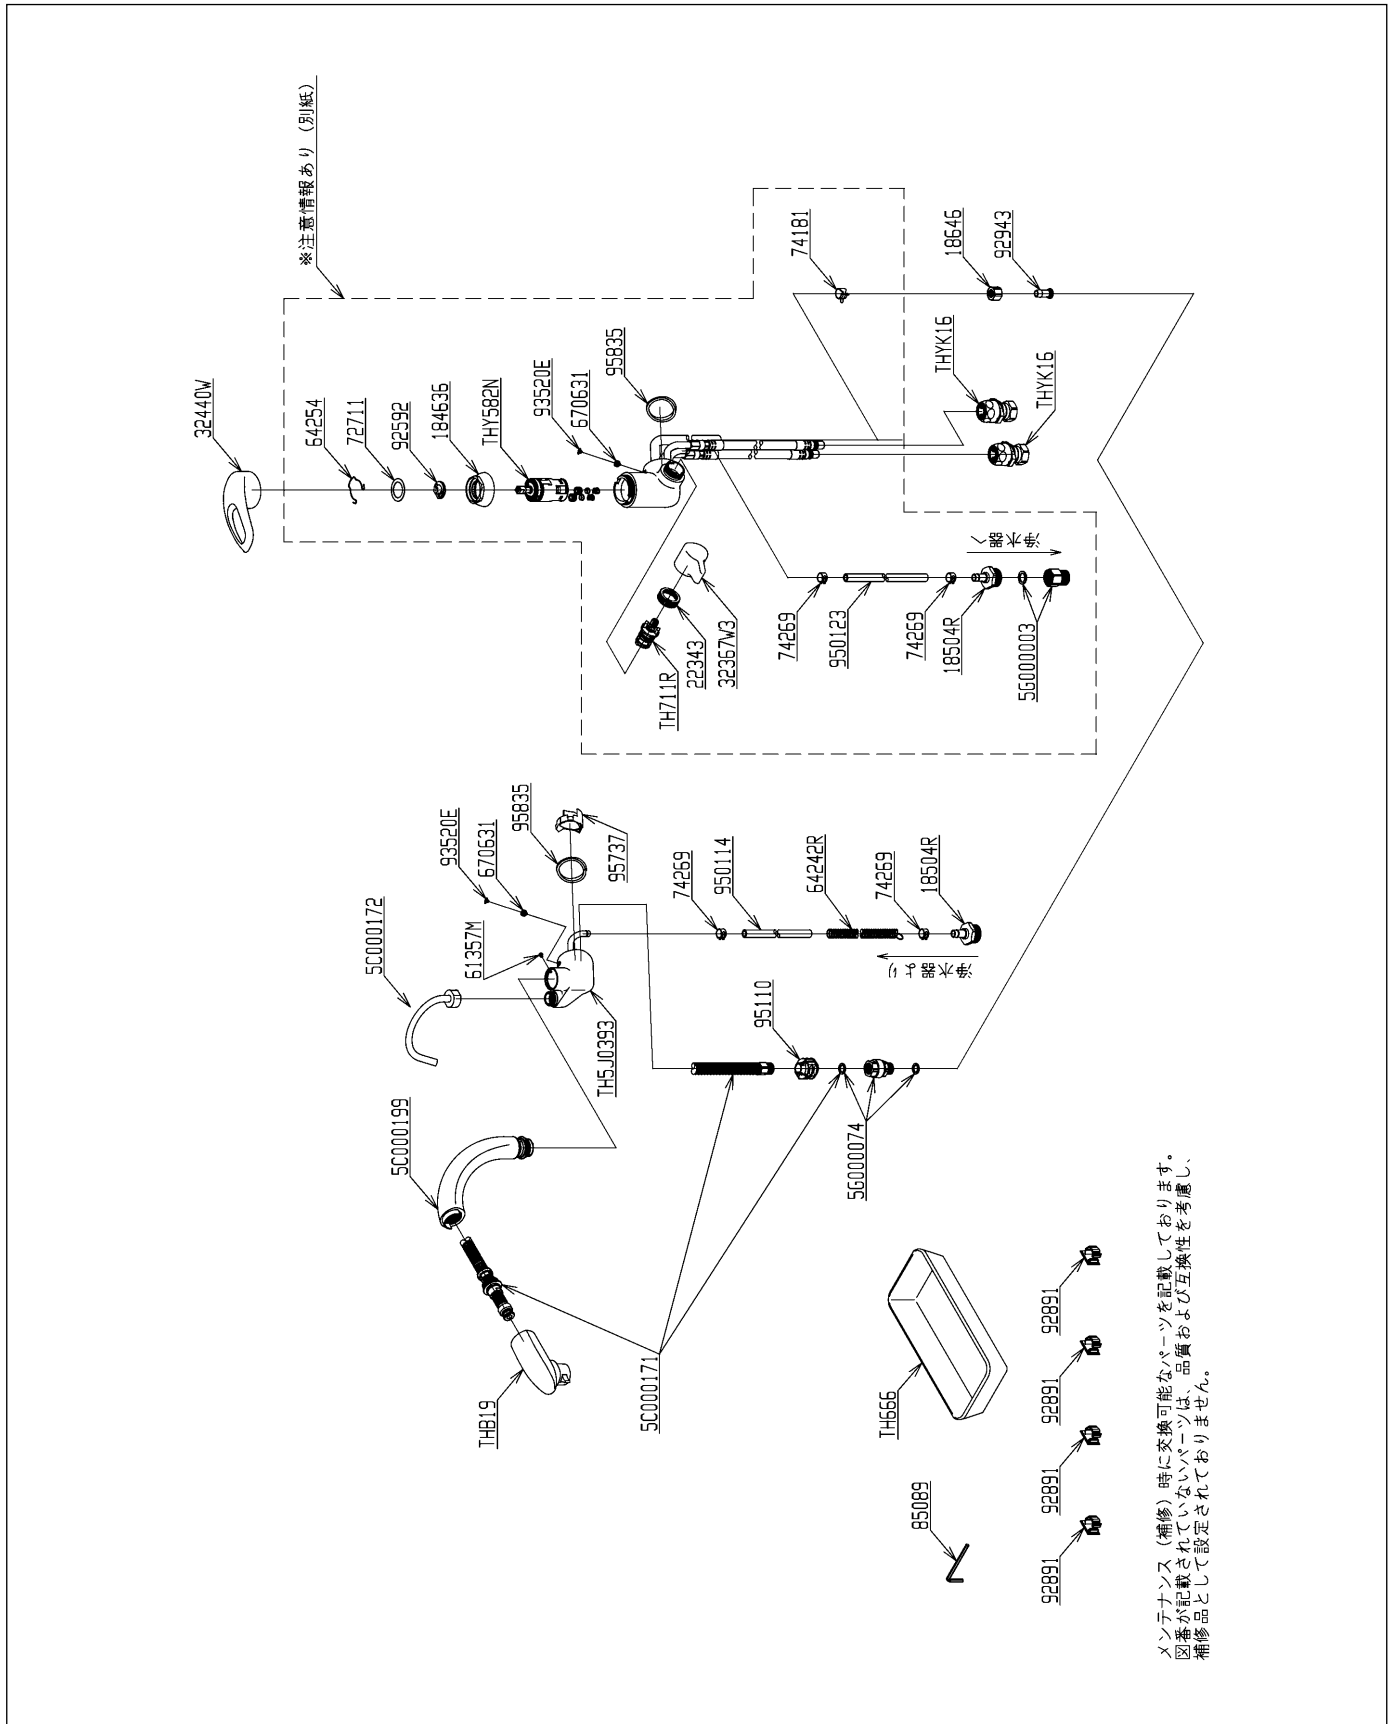 ※注意情報あり（別紙）
32440W
64254
72711
92592
184636
THY582N
93520E
670631
95835
74181
18646
92943
THYK16
THYK16
TH711R
22343
32367W3
74269
950123
74269
18504R
浄水器へ
5G000003
5C000172
61357M
93520E
670631
95835
95737
TH5J0393
74269
950114
64242R
74269
18504R
浄水器より
95110
5G000074
5C000199
THB19
5C000171
TH666
85089
92891
92891
92891
92891
メンテナンス（補修）時に交換可能なパーツを記載しております。
図番が記載されていないパーツは、品質および互換性を考慮し、
補修品として設定されておりません。